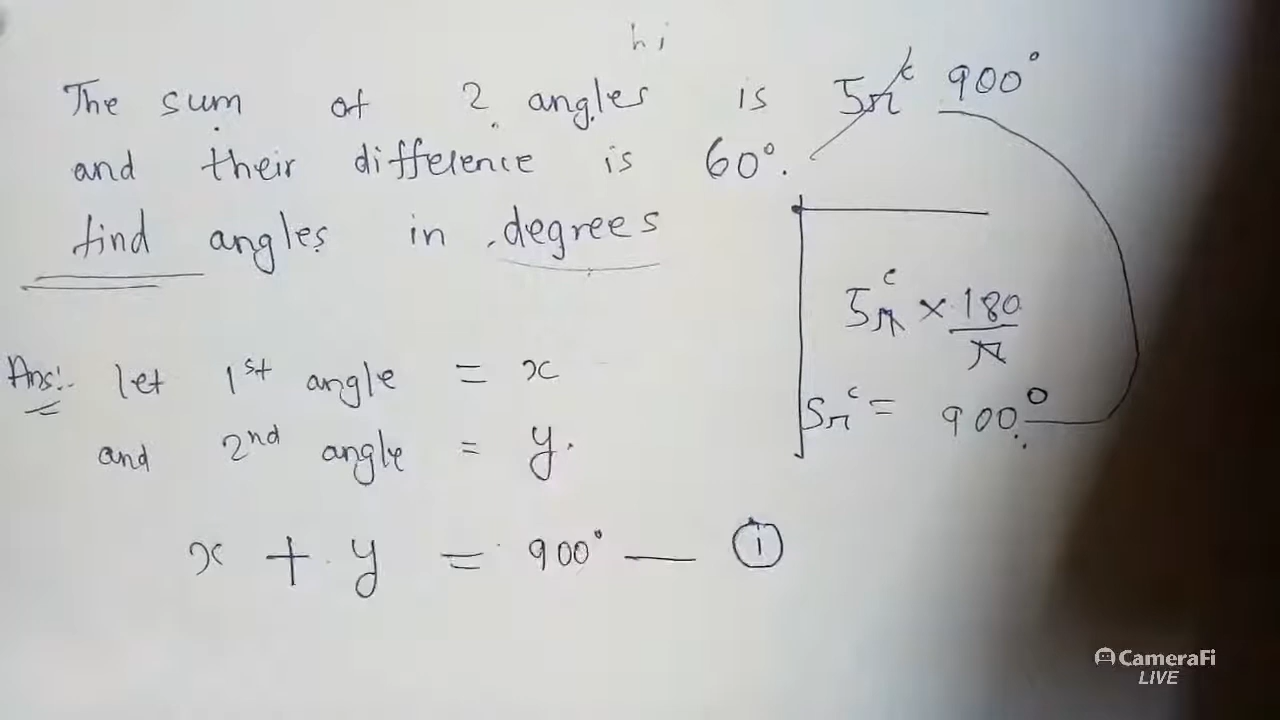 hi
The sum of 2 angles is 5π^c 900°
and their difference is 60°.
find angles in degrees
5π^c × 180/π
5π^c = 900°
Ans:- let 1st angle = x
and 2nd angle = y.
x + y = 900° — ①
CameraFi
LIVE